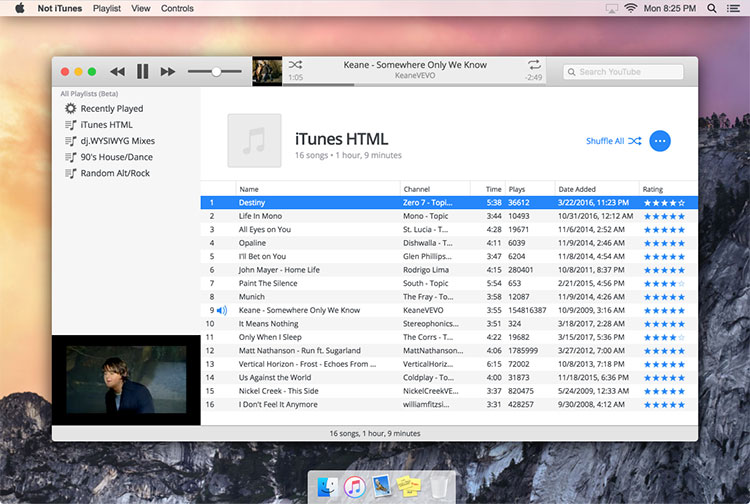 Not iTunes Playlist View Controls Mon 8:25 PM
Keane - Somewhere Only We Know
1:05 KeaneVEVO -2:49
Search YouTube
All Playlists (Beta)
Recently Played
iTunes HTML
dj.WYSIWYG Mixes
90's House/Dance
Random Alt/Rock
iTunes HTML
16 songs • 1 hour, 9 minutes
Shuffle All
Name Channel Time Plays Date Added Rating
1 Destiny Zero 7 - Topi... 5:38 36612 3/22/2016, 11:23 PM
2 Life In Mono Mono - Topic 3:44 10493 10/31/2016, 12:12 AM
3 All Eyes on You St. Lucia - T... 4:28 19671 11/6/2014, 2:52 AM
4 Opaline Dishwalla - T... 4:11 6039 11/9/2014, 2:46 AM
5 I'll Bet on You Glen Phillips... 3:47 6204 11/8/2014, 4:54 AM
6 John Mayer - Home Life Rodrigo Lima 4:15 280401 10/8/2011, 8:37 PM
7 Paint The Silence South - Topic 5:54 653 2/21/2015, 4:56 PM
8 Munich The Fray - To... 3:58 12087 11/9/2014, 4:26 AM
9 Keane - Somewhere Only We Know KeaneVEVO 3:55 154816387 10/9/2009, 3:16 AM
10 It Means Nothing Stereophonics... 3:51 324 3/18/2017, 2:28 AM
11 Only When I Sleep The Corrs - T... 4:22 19682 3/15/2017, 5:36 PM
12 Matt Nathanson - Run ft. Sugarland MattNathanson... 4:06 1785999 3/27/2012, 7:00 AM
13 Vertical Horizon - Frost - Echoes From ... VerticalHoriz... 6:15 72002 10/8/2013, 7:18 PM
14 Us Against the World Coldplay - To... 4:00 31873 11/18/2015, 6:36 PM
15 Nickel Creek - This Side NickelCreekVE... 3:37 820475 5/24/2009, 12:33 AM
16 I Don't Feel It Anymore williamfitzsi... 3:31 428257 9/30/2008, 4:12 AM
16 songs, 1 hour, 9 minutes